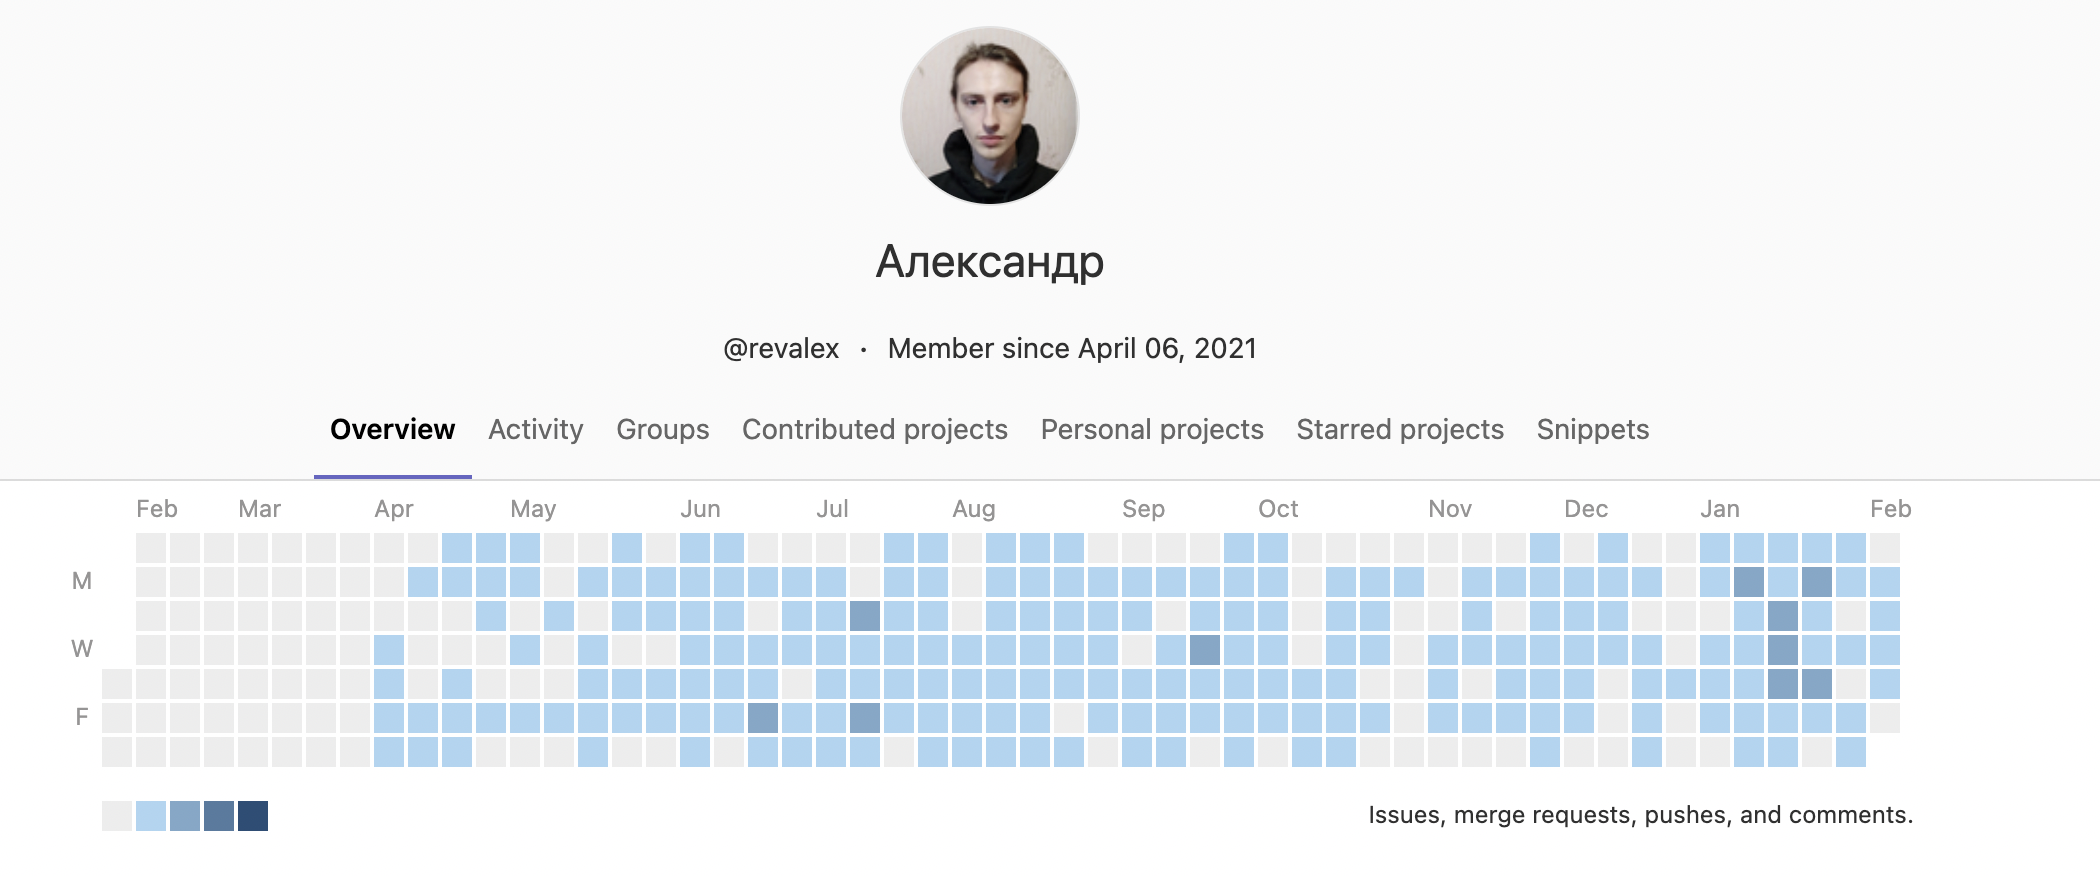 Александр
@revalex · Member since April 06, 2021
Overview Activity Groups Contributed projects Personal projects Starred projects Snippets
Feb Mar Apr May Jun Jul Aug Sep Oct Nov Dec Jan Feb
M
W
F
Issues, merge requests, pushes, and comments.